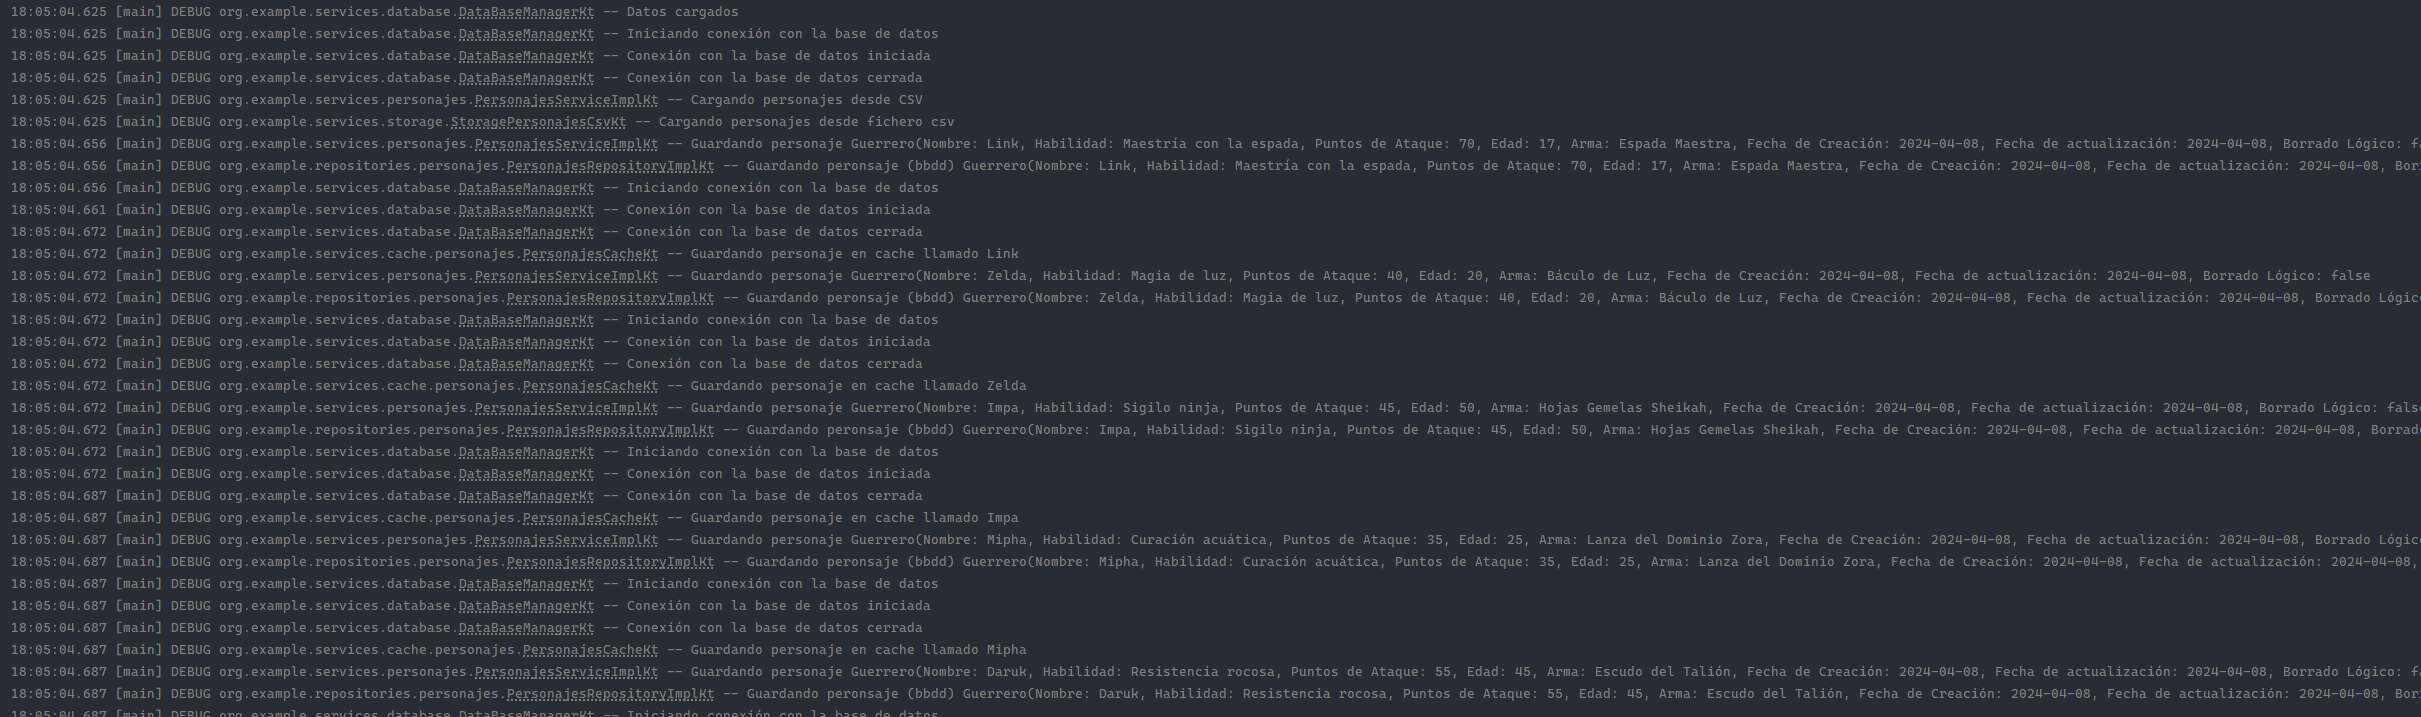 18:05:04.625 [main] DEBUG org.example.services.database.DataBaseManagerKt -- Datos cargados
18:05:04.625 [main] DEBUG org.example.services.database.DataBaseManagerKt -- Iniciando conexión con la base de datos
18:05:04.625 [main] DEBUG org.example.services.database.DataBaseManagerKt -- Conexión con la base de datos iniciada
18:05:04.625 [main] DEBUG org.example.services.database.DataBaseManagerKt -- Conexión con la base de datos cerrada
18:05:04.625 [main] DEBUG org.example.services.personajes.PersonajesServiceImplKt -- Cargando personajes desde CSV
18:05:04.625 [main] DEBUG org.example.services.storage.StoragePersonajesCsvKt -- Cargando personajes desde fichero csv
18:05:04.656 [main] DEBUG org.example.services.personajes.PersonajesServiceImplKt -- Guardando personaje Guerrero(Nombre: Link, Habilidad: Maestría con la espada, Puntos de Ataque: 70, Edad: 17, Arma: Espada Maestra, Fecha de Creación: 2024-04-08, Fecha de actualización: 2024-04-08, Borrado Lógico: f
18:05:04.656 [main] DEBUG org.example.repositories.personajes.PersonajesRepositoryImplKt -- Guardando peronsaje (bbdd) Guerrero(Nombre: Link, Habilidad: Maestría con la espada, Puntos de Ataque: 70, Edad: 17, Arma: Espada Maestra, Fecha de Creación: 2024-04-08, Fecha de actualización: 2024-04-08, Bor
18:05:04.656 [main] DEBUG org.example.services.database.DataBaseManagerKt -- Iniciando conexión con la base de datos
18:05:04.661 [main] DEBUG org.example.services.database.DataBaseManagerKt -- Conexión con la base de datos iniciada
18:05:04.672 [main] DEBUG org.example.services.database.DataBaseManagerKt -- Conexión con la base de datos cerrada
18:05:04.672 [main] DEBUG org.example.services.cache.personajes.PersonajesCacheKt -- Guardando personaje en cache llamado Link
18:05:04.672 [main] DEBUG org.example.services.personajes.PersonajesServiceImplKt -- Guardando personaje Guerrero(Nombre: Zelda, Habilidad: Magia de luz, Puntos de Ataque: 40, Edad: 20, Arma: Báculo de Luz, Fecha de Creación: 2024-04-08, Fecha de actualización: 2024-04-08, Borrado Lógico: false
18:05:04.672 [main] DEBUG org.example.repositories.personajes.PersonajesRepositoryImplKt -- Guardando peronsaje (bbdd) Guerrero(Nombre: Zelda, Habilidad: Magia de luz, Puntos de Ataque: 40, Edad: 20, Arma: Báculo de Luz, Fecha de Creación: 2024-04-08, Fecha de actualización: 2024-04-08, Borrado Lógic
18:05:04.672 [main] DEBUG org.example.services.database.DataBaseManagerKt -- Iniciando conexión con la base de datos
18:05:04.672 [main] DEBUG org.example.services.database.DataBaseManagerKt -- Conexión con la base de datos iniciada
18:05:04.672 [main] DEBUG org.example.services.database.DataBaseManagerKt -- Conexión con la base de datos cerrada
18:05:04.672 [main] DEBUG org.example.services.cache.personajes.PersonajesCacheKt -- Guardando personaje en cache llamado Zelda
18:05:04.672 [main] DEBUG org.example.services.personajes.PersonajesServiceImplKt -- Guardando personaje Guerrero(Nombre: Impa, Habilidad: Sigilo ninja, Puntos de Ataque: 45, Edad: 50, Arma: Hojas Gemelas Sheikah, Fecha de Creación: 2024-04-08, Fecha de actualización: 2024-04-08, Borrado Lógico: fals
18:05:04.672 [main] DEBUG org.example.repositories.personajes.PersonajesRepositoryImplKt -- Guardando peronsaje (bbdd) Guerrero(Nombre: Impa, Habilidad: Sigilo ninja, Puntos de Ataque: 45, Edad: 50, Arma: Hojas Gemelas Sheikah, Fecha de Creación: 2024-04-08, Fecha de actualización: 2024-04-08, Borrad
18:05:04.672 [main] DEBUG org.example.services.database.DataBaseManagerKt -- Iniciando conexión con la base de datos
18:05:04.672 [main] DEBUG org.example.services.database.DataBaseManagerKt -- Conexión con la base de datos iniciada
18:05:04.687 [main] DEBUG org.example.services.database.DataBaseManagerKt -- Conexión con la base de datos cerrada
18:05:04.687 [main] DEBUG org.example.services.cache.personajes.PersonajesCacheKt -- Guardando personaje en cache llamado Impa
18:05:04.687 [main] DEBUG org.example.services.personajes.PersonajesServiceImplKt -- Guardando personaje Guerrero(Nombre: Mipha, Habilidad: Curación acuática, Puntos de Ataque: 35, Edad: 25, Arma: Lanza del Dominio Zora, Fecha de Creación: 2024-04-08, Fecha de actualización: 2024-04-08, Borrado Lógic
18:05:04.687 [main] DEBUG org.example.repositories.personajes.PersonajesRepositoryImplKt -- Guardando peronsaje (bbdd) Guerrero(Nombre: Mipha, Habilidad: Curación acuática, Puntos de Ataque: 35, Edad: 25, Arma: Lanza del Dominio Zora, Fecha de Creación: 2024-04-08, Fecha de actualización: 2024-04-08,
18:05:04.687 [main] DEBUG org.example.services.database.DataBaseManagerKt -- Iniciando conexión con la base de datos
18:05:04.687 [main] DEBUG org.example.services.database.DataBaseManagerKt -- Conexión con la base de datos iniciada
18:05:04.687 [main] DEBUG org.example.services.database.DataBaseManagerKt -- Conexión con la base de datos cerrada
18:05:04.687 [main] DEBUG org.example.services.cache.personajes.PersonajesCacheKt -- Guardando personaje en cache llamado Mipha
18:05:04.687 [main] DEBUG org.example.services.personajes.PersonajesServiceImplKt -- Guardando personaje Guerrero(Nombre: Daruk, Habilidad: Resistencia rocosa, Puntos de Ataque: 55, Edad: 45, Arma: Escudo del Talión, Fecha de Creación: 2024-04-08, Fecha de actualización: 2024-04-08, Borrado Lógico: f
18:05:04.687 [main] DEBUG org.example.repositories.personajes.PersonajesRepositoryImplKt -- Guardando peronsaje (bbdd) Guerrero(Nombre: Daruk, Habilidad: Resistencia rocosa, Puntos de Ataque: 55, Edad: 45, Arma: Escudo del Talión, Fecha de Creación: 2024-04-08, Fecha de actualización: 2024-04-08, Bor
18:05:04.687 [main] DEBUG org.example.services.database.DataBaseManagerKt -- Iniciando conexión con la base de datos